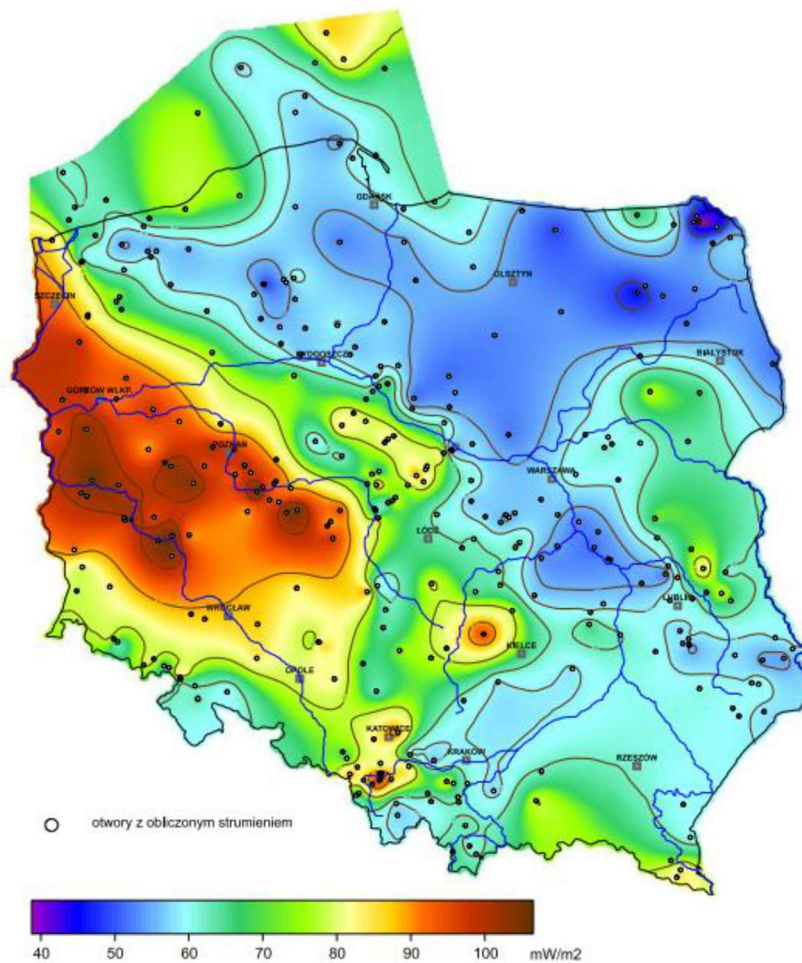 GDAŃSK
OLSZTYN
SZCZECIN
BYDGOSZCZ
BIAŁYSTOK
GORZÓW WLKP.
POZNAŃ
WARSZAWA
ŁÓDŹ
LUBLIN
WROCŁAW
KIELCE
OPOLE
KATOWICE
KRAKÓW
RZESZÓW
otwory z obliczonym strumieniem
40 50 60 70 80 90 100 mW/m2